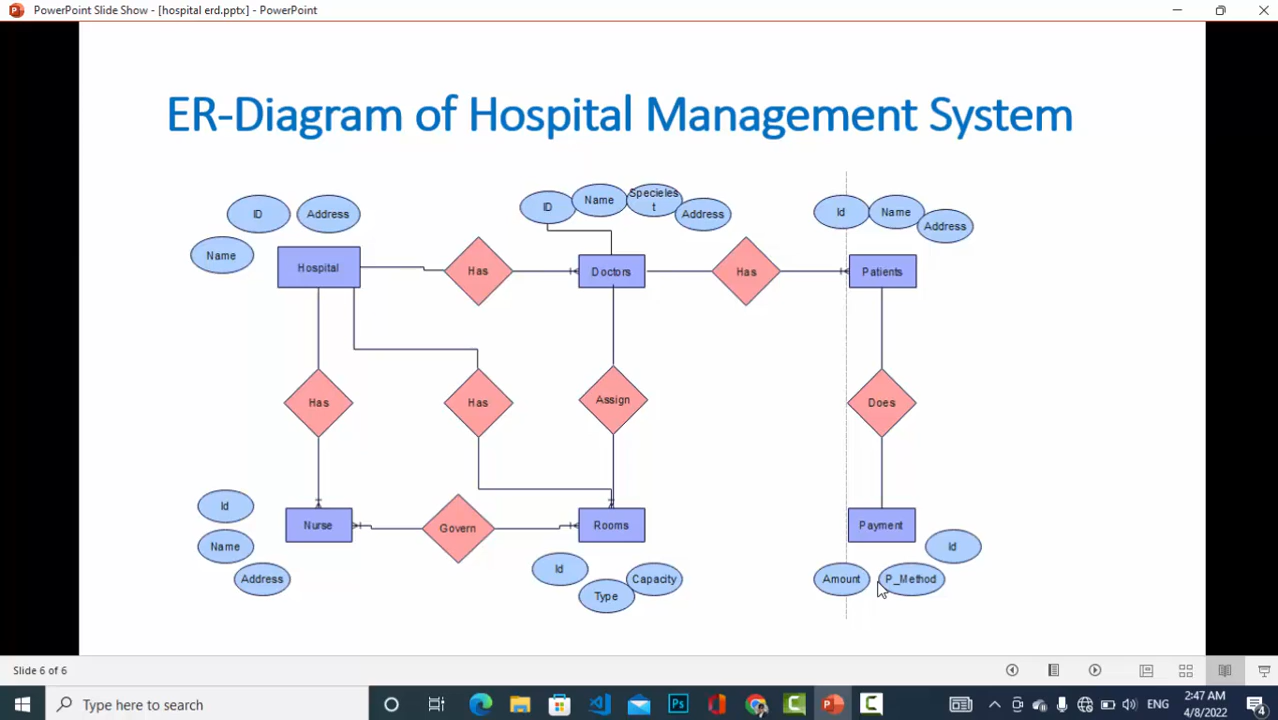 PowerPoint Slide Show - [hospital erd.pptx] - PowerPoint
ER-Diagram of Hospital Management System
ID
Address
Name
Hospital
Has
ID
Name
Specieles
t
Address
Doctors
Has
Id
Name
Address
Patients
Has
Has
Assign
Does
Id
Name
Address
Nurse
Govern
Rooms
Id
Type
Capacity
Payment
Id
Amount
P_Method
Slide 6 of 6
Type here to search
Ps
ENG
2:47 AM
4/8/2022
4